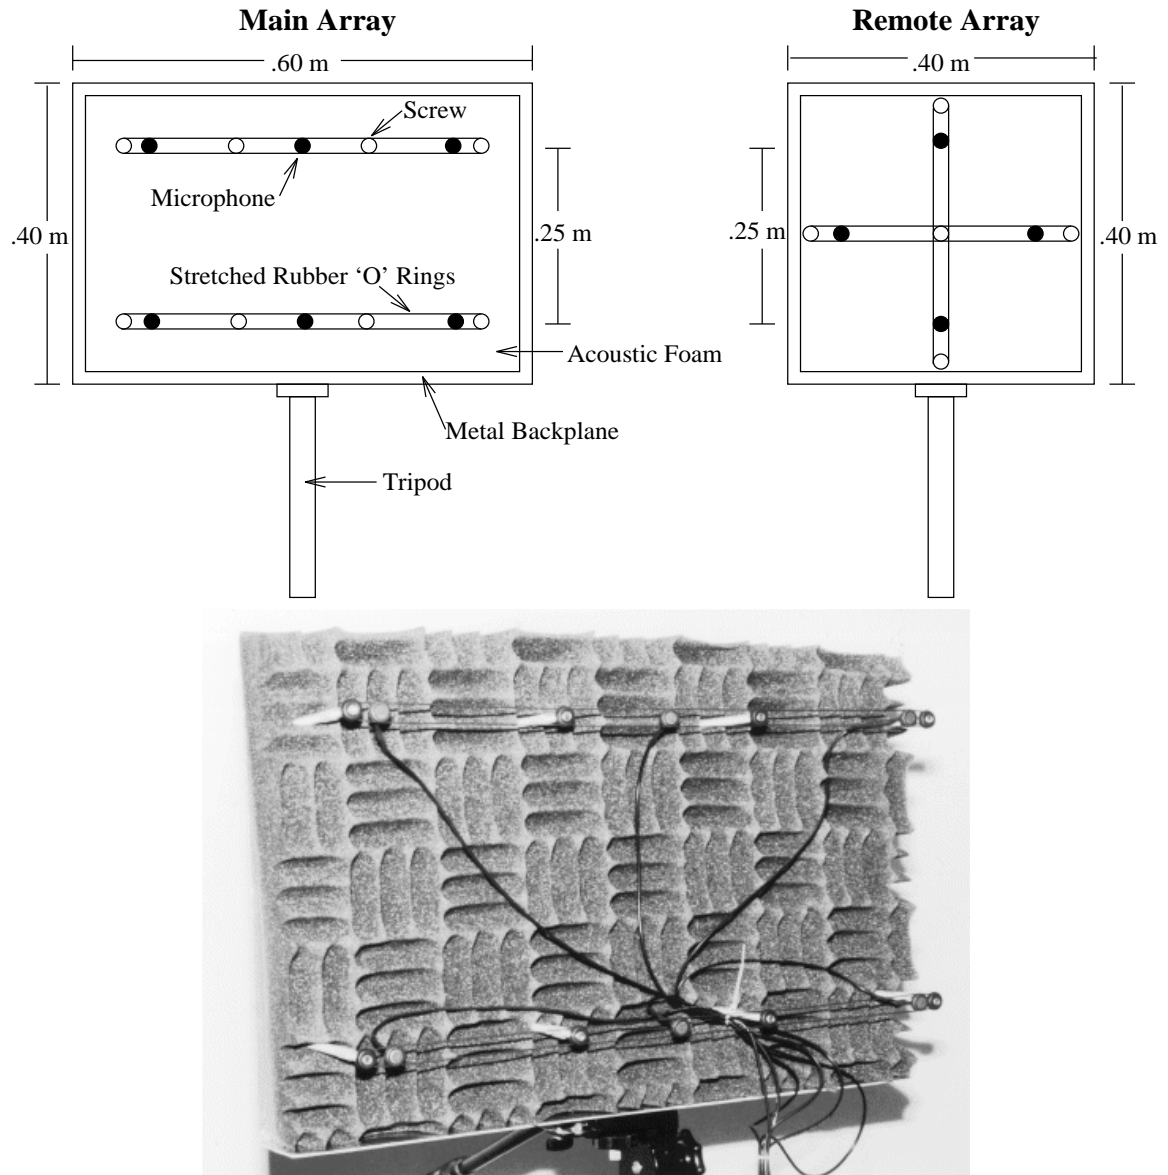 Main Array
Remote Array
.60 m
.40 m
Screw
Microphone
.40 m
.25 m
.25 m
.40 m
Stretched Rubber ‘O’ Rings
Acoustic Foam
Metal Backplane
Tripod